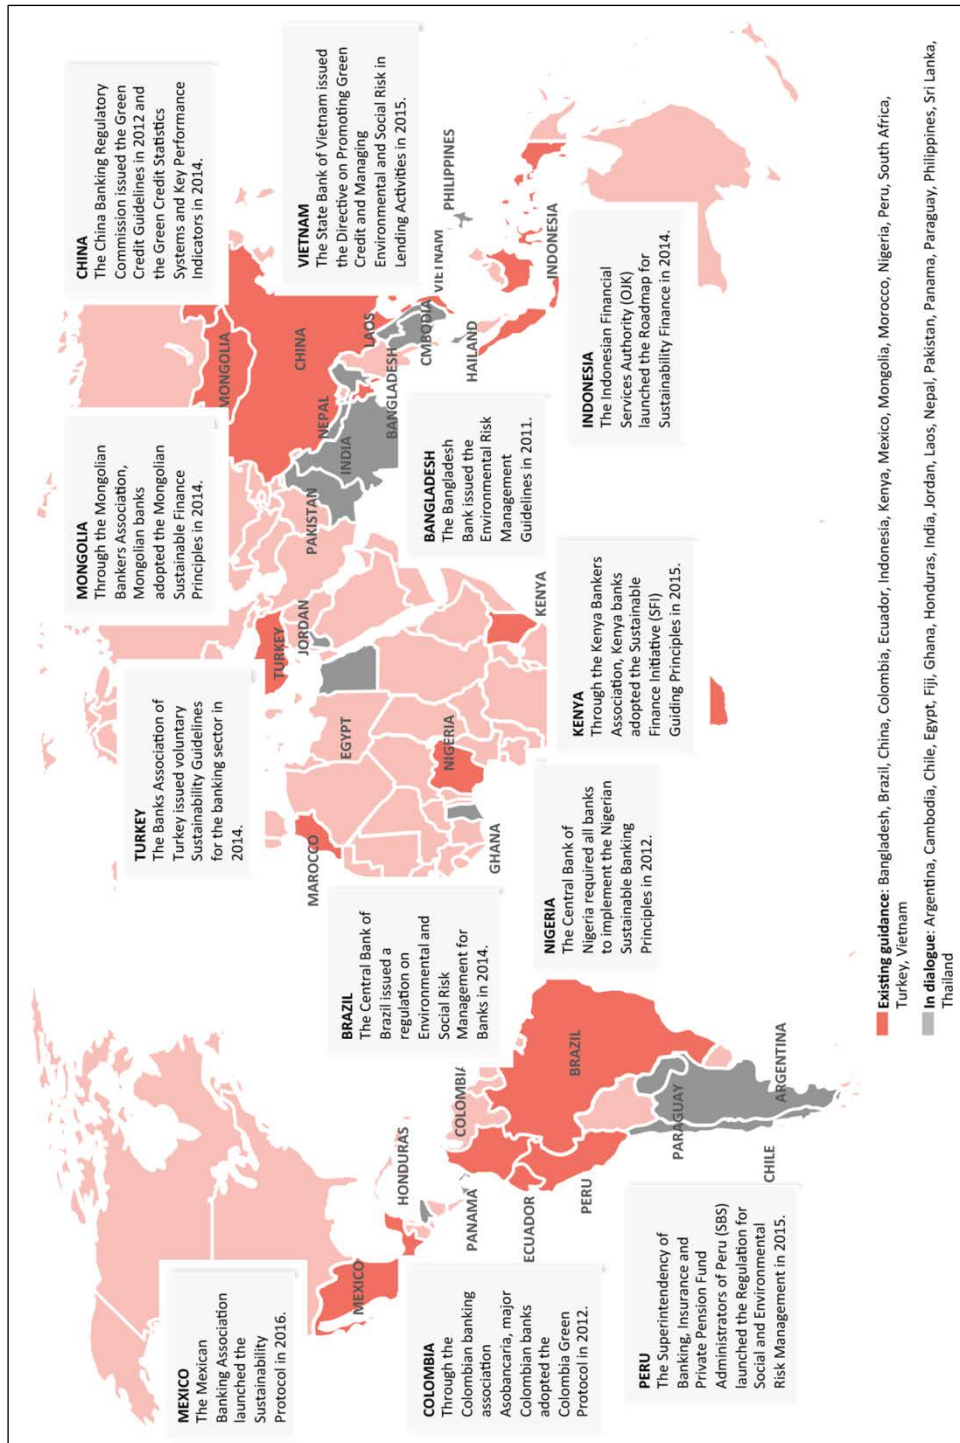 MEXICO
The Mexican
Banking Association
launched the
Sustainability
Protocol in 2016.
COLOMBIA
Through the
Colombian banking
association
Asobancaria, major
Colombian banks
adopted the
Colombia Green
Protocol in 2012.
PERU
The Superintendency of
Banking, Insurance and
Private Pension Fund
Administrators of Peru (SBS)
launched the Regulation for
Social and Environmental
Risk Management in 2015.
BRAZIL
The Central Bank of
Brazil issued a
regulation on
Environmental and
Social Risk
Management for
Banks in 2014.
TURKEY
The Banks Association of
Turkey issued voluntary
Sustainability Guidelines
for the banking sector in
2014.
NIGERIA
The Central Bank of
Nigeria required all banks
to implement the Nigerian
Sustainable Banking
Principles in 2012.
KENYA
Through the Kenya Bankers
Association, Kenya banks
adopted the Sustainable
Finance Initiative (SFI)
Guiding Principles in 2015.
MONGOLIA
Through the Mongolian
Bankers Association,
Mongolian banks
adopted the Mongolian
Sustainable Finance
Principles in 2014.
BANGLADESH
The Bangladesh
Bank issued the
Environmental Risk
Management
Guidelines in 2011.
CHINA
The China Banking Regulatory
Commission issued the Green
Credit Guidelines in 2012 and
the Green Credit Statistics
Systems and Key Performance
Indicators in 2014.
VIETNAM
The State Bank of Vietnam issued
the Directive on Promoting Green
Credit and Managing
Environmental and Social Risk in
Lending Activities in 2015.
INDONESIA
The Indonesian Financial
Services Authority (OJK)
launched the Roadmap for
Sustainability Finance in 2014.
MEXICO
HONDURAS
PANAMA
COLOMBIA
ECUADOR
PERU
BRAZIL
PARAGUAY
CHILE
ARGENTINA
MAROCCO
EGYPT
NIGERIA
GHANA
KENYA
TURKEY
JORDAN
PAKISTAN
INDIA
NEPAL
BANGLADESH
MONGOLIA
CHINA
LAOS
VIETNAM
CMBODIA
HAILAND
PHILIPPINES
INDONESIA
Existing guidance: Bangladesh, Brazil, China, Colombia, Ecuador, Indonesia, Kenya, Mexico, Mongolia, Morocco, Nigeria, Peru, South Africa,
Turkey, Vietnam
In dialogue: Argentina, Cambodia, Chile, Egypt, Fiji, Ghana, Honduras, India, Jordan, Laos, Nepal, Pakistan, Panama, Paraguay, Philippines, Sri Lanka,
Thailand